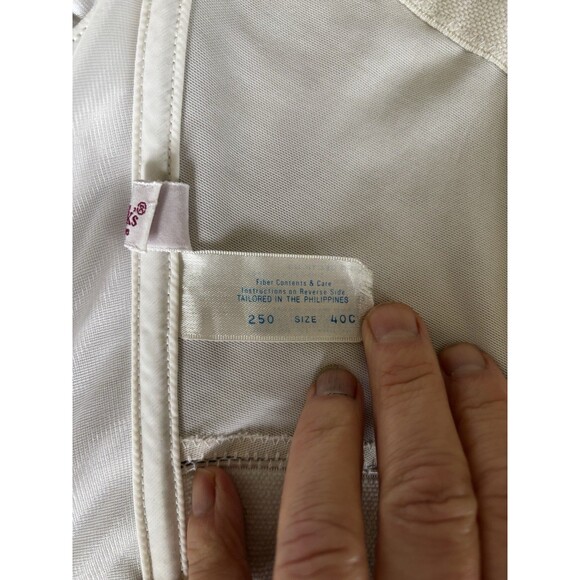 k's®
Fiber Contents & Care
Instructions on Reverse Side
TAILORED IN THE PHILIPPINES
250 SIZE 40C